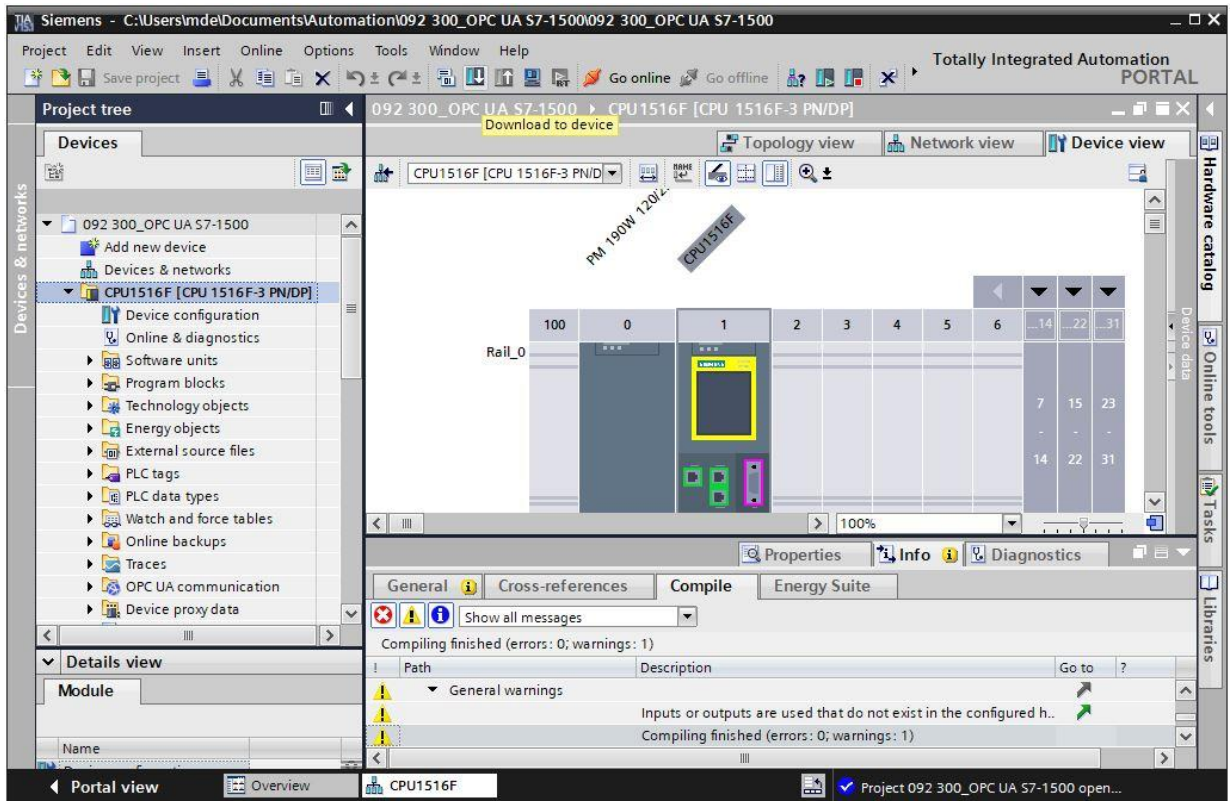 Siemens - C:\Users\mde\Documents\Automation\092 300_OPC UA S7-1500\092 300_OPC UA S7-1500
Project Edit View Insert Online Options Tools Window Help
Totally Integrated Automation
PORTAL
Save project Go online Go offline
Project tree
092 300_OPC UA S7-1500 CPU1516F [CPU 1516F-3 PN/DP]
Download to device
Devices
Topology view Network view Device view
CPU1516F [CPU 1516F-3 PN/D
Devices & networks
092 300_OPC UA S7-1500
Add new device
Devices & networks
CPU1516F [CPU 1516F-3 PN/DP]
Device configuration
Online & diagnostics
Software units
Program blocks
Technology objects
Energy objects
External source files
PLC tags
PLC data types
Watch and force tables
Online backups
Traces
OPC UA communication
Device proxy data
Details view
Module
Name
PM 190W 120/2.
CPU1516F
100 0 1 2 3 4 5 6 ...14 ...22 ...31
Rail_0
SIEMENS
7 15 23
- - -
14 22 31
100%
Device data
Properties Info Diagnostics
General Cross-references Compile Energy Suite
Show all messages
Compiling finished (errors: 0; warnings: 1)
! Path Description Go to ?
General warnings
Inputs or outputs are used that do not exist in the configured h..
Compiling finished (errors: 0; warnings: 1)
Hardware catalog
Online tools
Tasks
Libraries
Portal view Overview CPU1516F Project 092 300_OPC UA S7-1500 open...